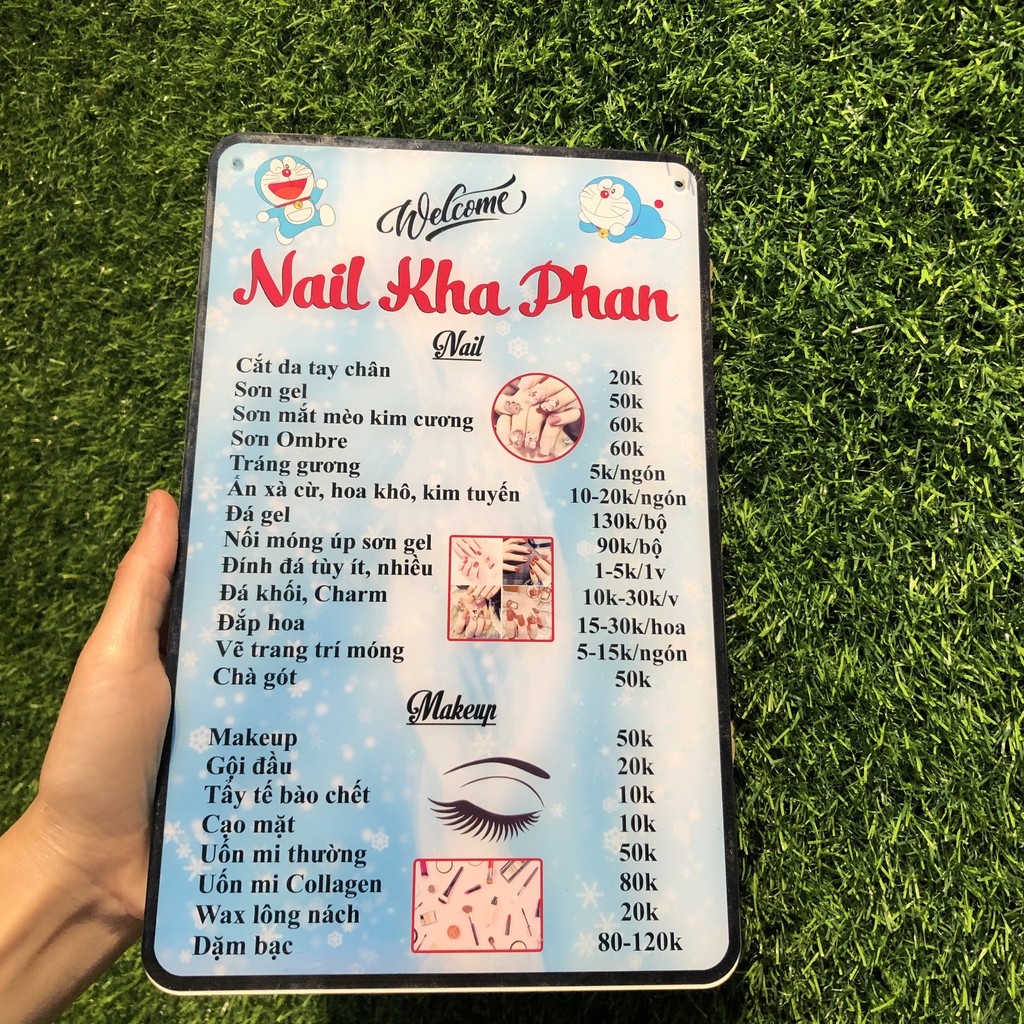 Welcome
Nail Kha Phan
Nail
Cắt da tay chân 20k
Sơn gel 50k
Sơn mắt mèo kim cương 60k
Sơn Ombre 60k
Tráng gương 5k/ngón
Ấn xà cừ, hoa khô, kim tuyến 10-20k/ngón
Đá gel 130k/bộ
Nối móng úp sơn gel 90k/bộ
Đính đá tùy ít, nhiều 1-5k/1v
Đá khối, Charm 10k-30k/v
Đắp hoa 15-30k/hoa
Vẽ trang trí móng 5-15k/ngón
Chà gót 50k
Makeup
Makeup 50k
Gội đầu 20k
Tẩy tế bào chết 10k
Cạo mặt 10k
Uốn mi thường 50k
Uốn mi Collagen 80k
Wax lông nách 20k
Dặm bạc 80-120k